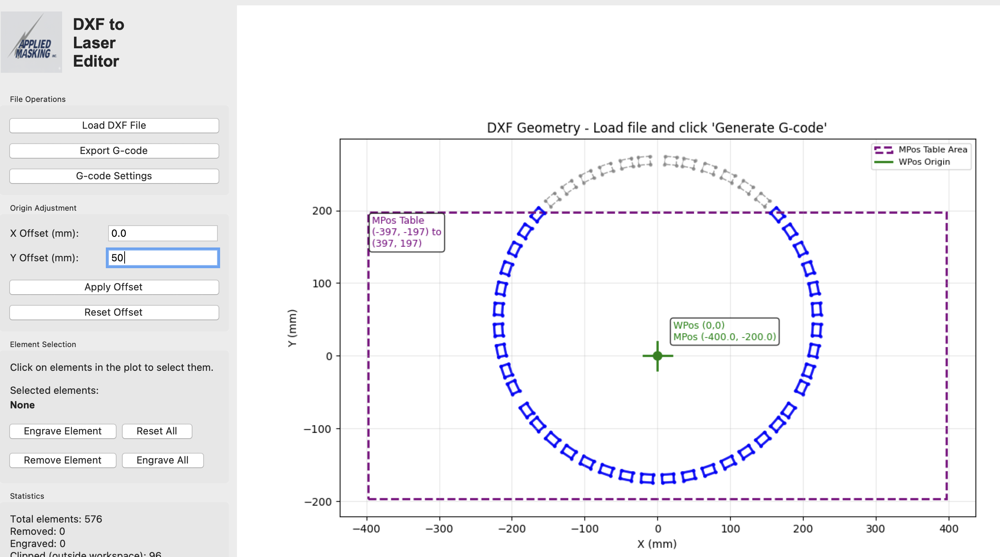 APPLIED
MASKING INC.
DXF to
Laser
Editor
File Operations
Load DXF File
Export G-code
G-code Settings
Origin Adjustment
X Offset (mm): 0.0
Y Offset (mm): 50
Apply Offset
Reset Offset
Element Selection
Click on elements in the plot to select them.
Selected elements:
None
Engrave Element Reset All
Remove Element Engrave All
Statistics
Total elements: 576
Removed: 0
Engraved: 0
Clipped (outside workspace): 96
DXF Geometry - Load file and click 'Generate G-code'
MPos Table Area
WPos Origin
MPos Table
(-397, -197) to
(397, 197)
WPos (0,0)
MPos (-400.0, -200.0)
Y (mm)
200
100
0
−100
−200
−400 −300 −200 −100 0 100 200 300 400
X (mm)